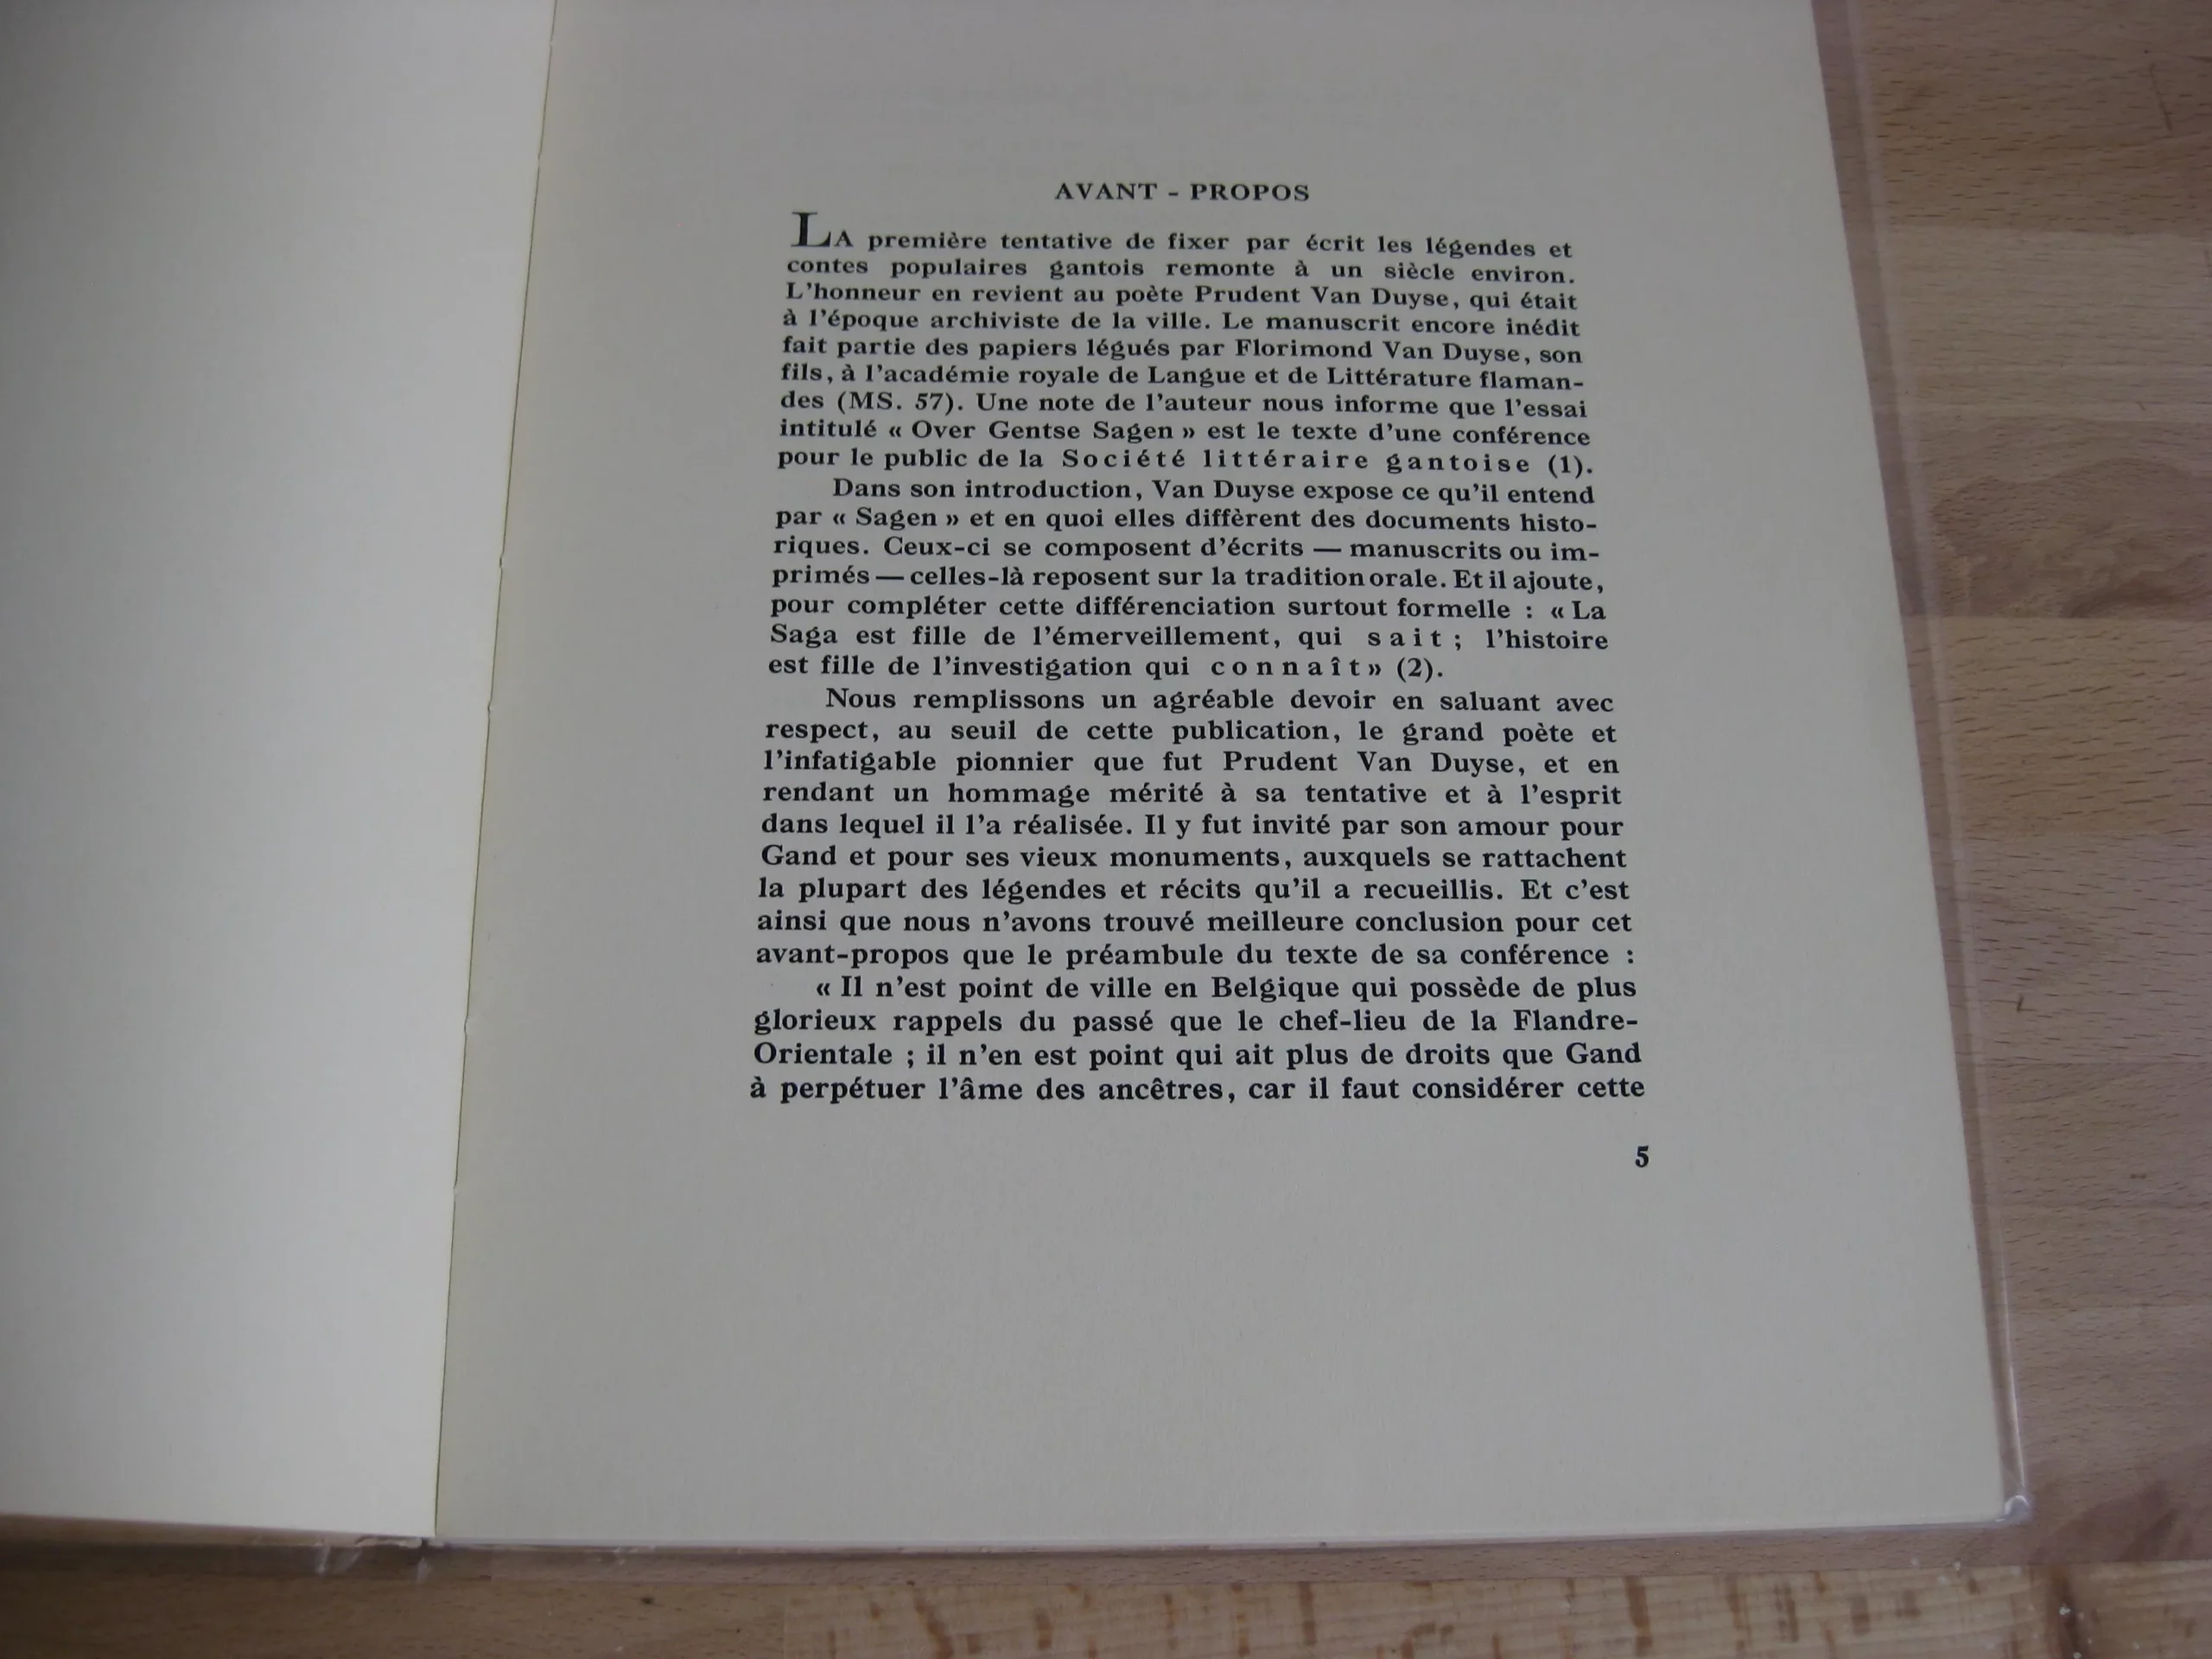 AVANT - PROPOS
LA première tentative de fixer par écrit les légendes et
contes populaires gantois remonte à un siècle environ.
L'honneur en revient au poète Prudent Van Duyse, qui était
à l'époque archiviste de la ville. Le manuscrit encore inédit
fait partie des papiers légués par Florimond Van Duyse, son
fils, à l'académie royale de Langue et de Littérature flaman-
des (MS. 57). Une note de l'auteur nous informe que l'essai
intitulé « Over Gentse Sagen » est le texte d'une conférence
pour le public de la Société littéraire gantoise (1).
Dans son introduction, Van Duyse expose ce qu'il entend
par « Sagen » et en quoi elles diffèrent des documents histo-
riques. Ceux-ci se composent d'écrits — manuscrits ou im-
primés — celles-là reposent sur la tradition orale. Et il ajoute,
pour compléter cette différenciation surtout formelle : « La
Saga est fille de l'émerveillement, qui sait ; l'histoire
est fille de l'investigation qui connaît » (2).
Nous remplissons un agréable devoir en saluant avec
respect, au seuil de cette publication, le grand poète et
l'infatigable pionnier que fut Prudent Van Duyse, et en
rendant un hommage mérité à sa tentative et à l'esprit
dans lequel il l'a réalisée. Il y fut invité par son amour pour
Gand et pour ses vieux monuments, auxquels se rattachent
la plupart des légendes et récits qu'il a recueillis. Et c'est
ainsi que nous n'avons trouvé meilleure conclusion pour cet
avant-propos que le préambule du texte de sa conférence :
« Il n'est point de ville en Belgique qui possède de plus
glorieux rappels du passé que le chef-lieu de la Flandre-
Orientale ; il n'en est point qui ait plus de droits que Gand
à perpétuer l'âme des ancêtres, car il faut considérer cette
5